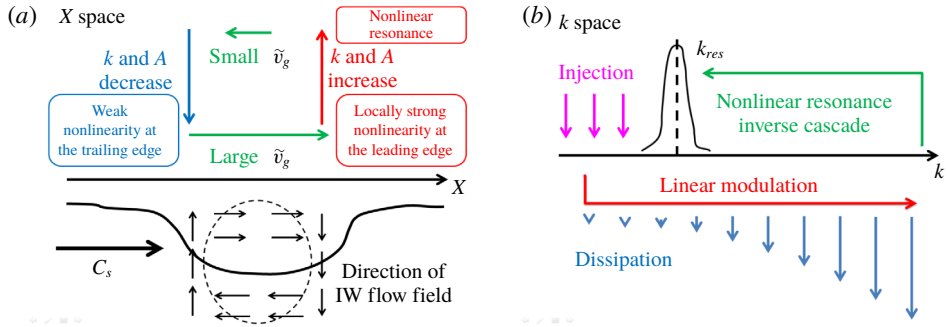 (a)
X space
Nonlinear
resonance
k and A
decrease
Small ṽg
k and A
increase
Weak
nonlinearity at
the trailing edge
Large ṽg
Locally strong
nonlinearity at
the leading edge
X
Cs
Direction of
IW flow field
(b)
k space
kres
Injection
Nonlinear resonance
inverse cascade
k
Linear modulation
Dissipation